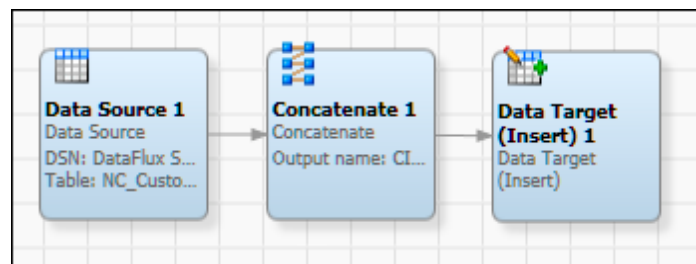 Data Source 1
Data Source
DSN: DataFlux S...
Table: NC_Custo...
Concatenate 1
Concatenate
Output name: CI...
Data Target
(Insert) 1
Data Target
(Insert)